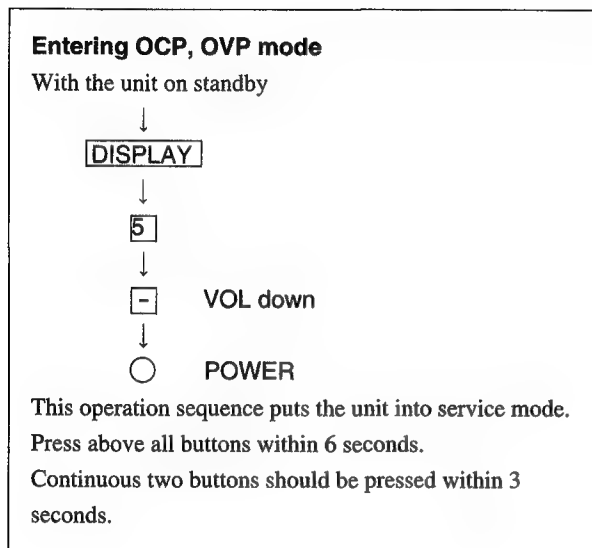 Entering OCP, OVP mode
With the unit on standby
↓
DISPLAY
↓
5
↓
- VOL down
↓
○ POWER
This operation sequence puts the unit into service mode.
Press above all buttons within 6 seconds.
Continuous two buttons should be pressed within 3
seconds.